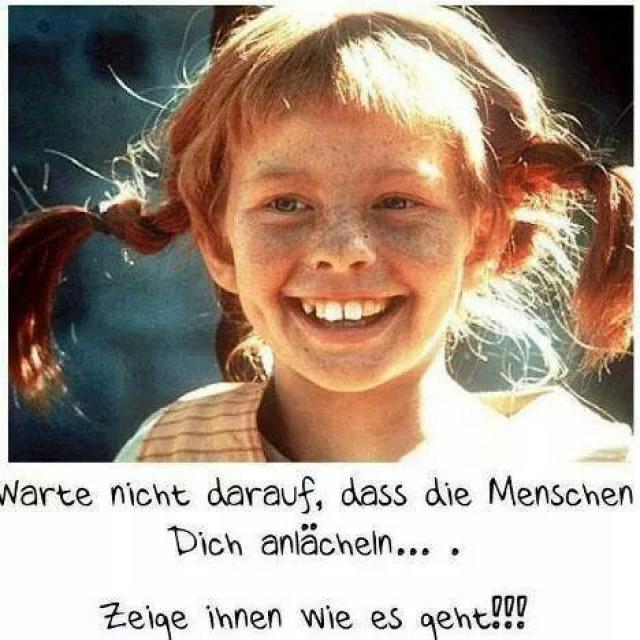 Warte nicht darauf, dass die Menschen
Dich anlächeln... .
Zeige ihnen wie es geht!!!